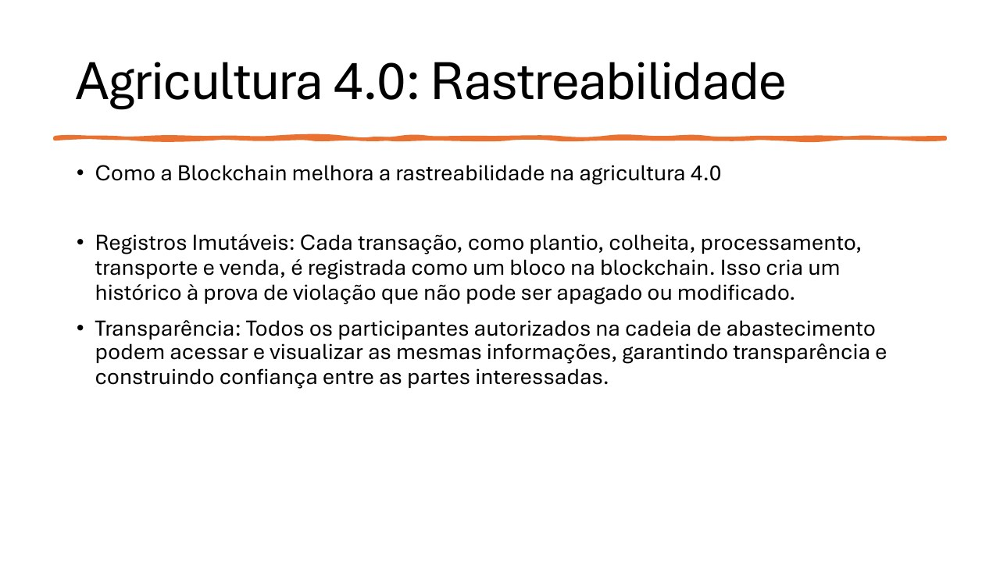 Agricultura 4.0: Rastreabilidade
• Como a Blockchain melhora a rastreabilidade na agricultura 4.0
• Registros Imutáveis: Cada transação, como plantio, colheita, processamento,
transporte e venda, é registrada como um bloco na blockchain. Isso cria um
histórico à prova de violação que não pode ser apagado ou modificado.
• Transparência: Todos os participantes autorizados na cadeia de abastecimento
podem acessar e visualizar as mesmas informações, garantindo transparência e
construindo confiança entre as partes interessadas.